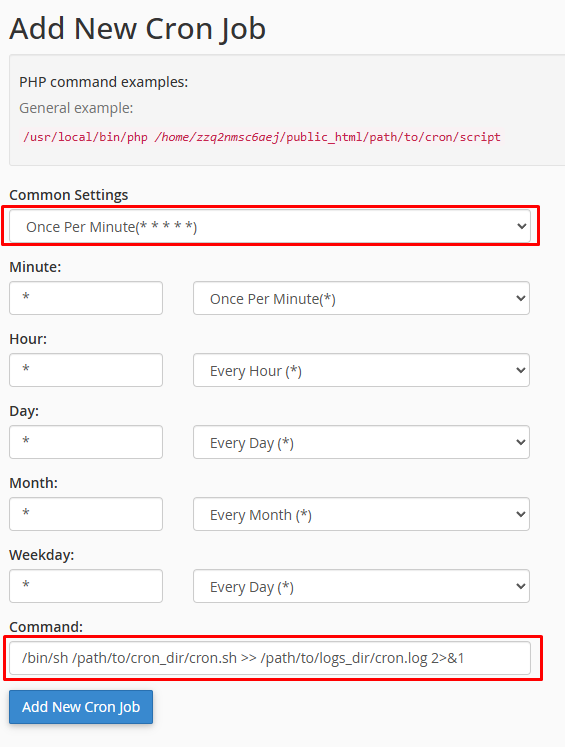 Add New Cron Job
PHP command examples:
General example:
/usr/local/bin/php /home/zzq2nmsc6aej/public_html/path/to/cron/script
Common Settings
Once Per Minute(* * * * *)
Minute:
* Once Per Minute(*)
Hour:
* Every Hour (*)
Day:
* Every Day (*)
Month:
* Every Month (*)
Weekday:
* Every Day (*)
Command:
/bin/sh /path/to/cron_dir/cron.sh >> /path/to/logs_dir/cron.log 2>&1
Add New Cron Job